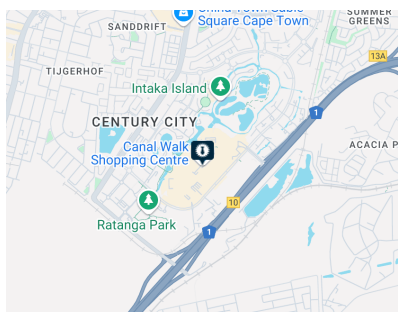 SUMMER
GREENS
SANDDRIFT
Square Cape Town
13A
TIJGERHOF
Intaka Island
1
CENTURY CITY
ACACIA P
Canal Walk
Shopping Centre
10
Ratanga Park
1